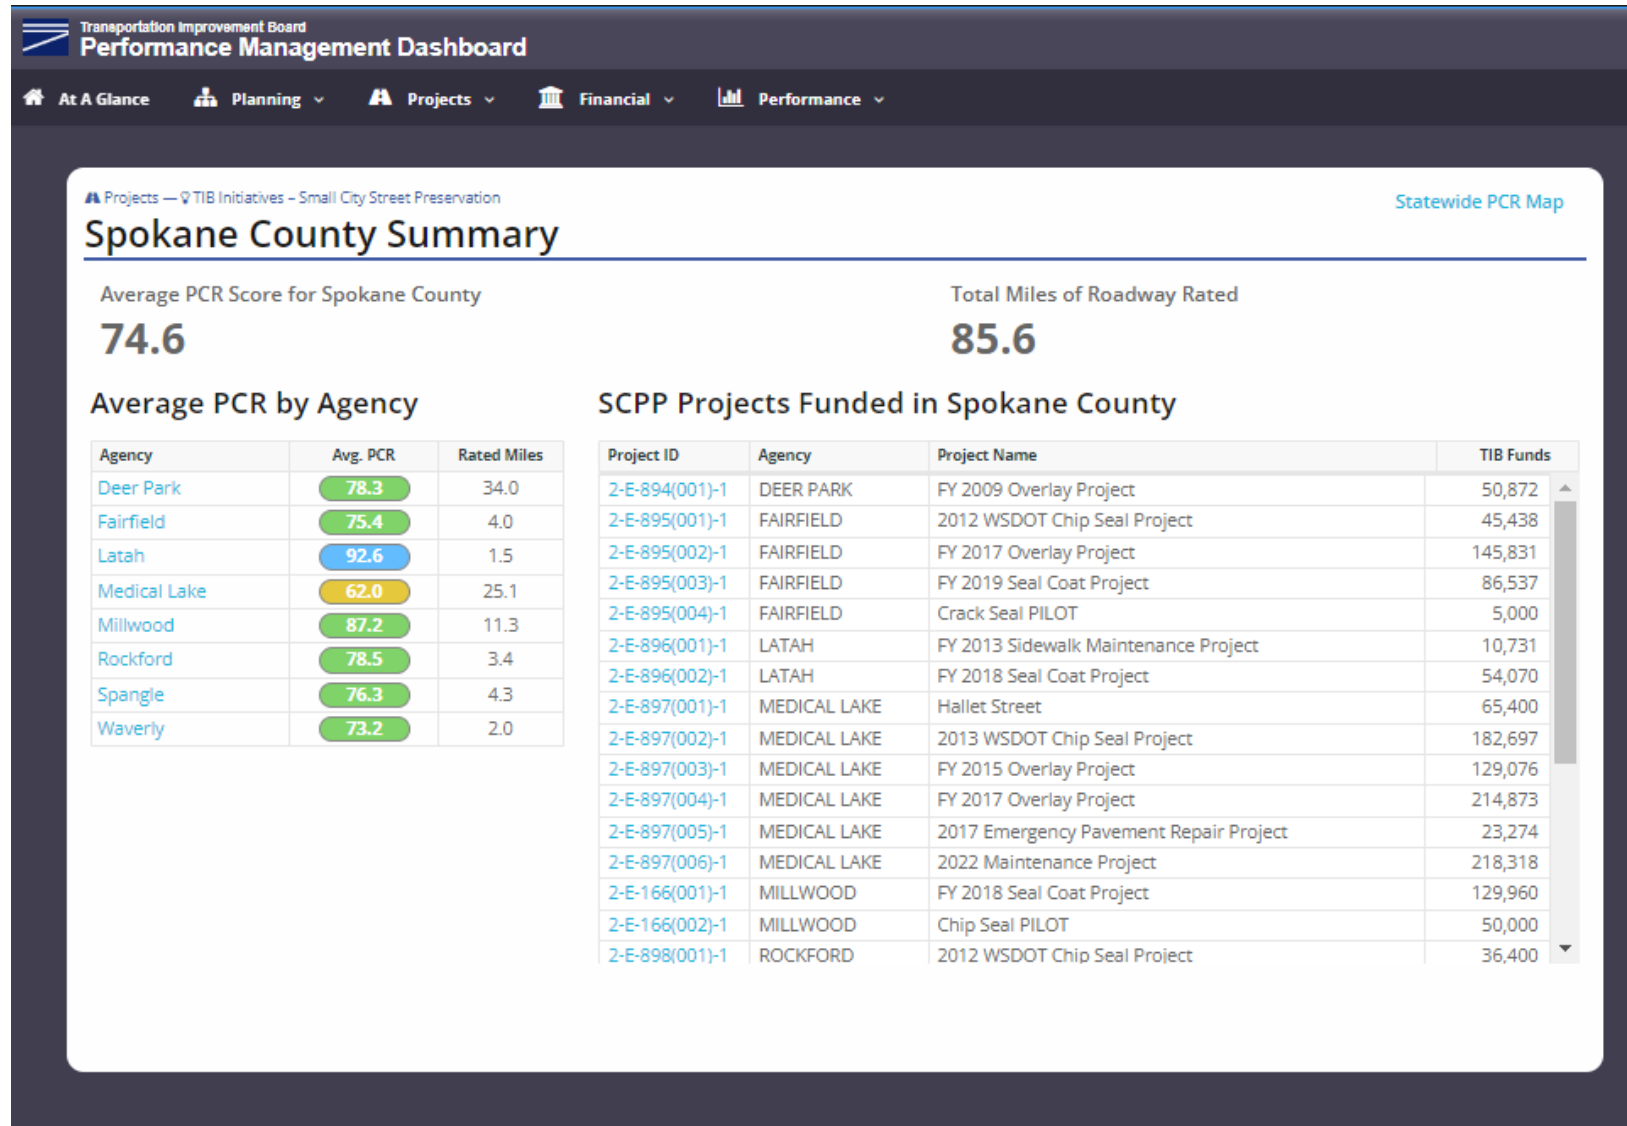 Transportation Improvement Board
Performance Management Dashboard
At A Glance Planning Projects Financial Performance
Projects — TIB Initiatives – Small City Street Preservation
Statewide PCR Map
Spokane County Summary
Average PCR Score for Spokane County
74.6
Total Miles of Roadway Rated
85.6
Average PCR by Agency
Agency Avg. PCR Rated Miles
Deer Park 78.3 34.0
Fairfield 75.4 4.0
Latah 92.6 1.5
Medical Lake 62.0 25.1
Millwood 87.2 11.3
Rockford 78.5 3.4
Spangle 76.3 4.3
Waverly 73.2 2.0
SCPP Projects Funded in Spokane County
Project ID Agency Project Name TIB Funds
2-E-894(001)-1 DEER PARK FY 2009 Overlay Project 50,872
2-E-895(001)-1 FAIRFIELD 2012 WSDOT Chip Seal Project 45,438
2-E-895(002)-1 FAIRFIELD FY 2017 Overlay Project 145,831
2-E-895(003)-1 FAIRFIELD FY 2019 Seal Coat Project 86,537
2-E-895(004)-1 FAIRFIELD Crack Seal PILOT 5,000
2-E-896(001)-1 LATAH FY 2013 Sidewalk Maintenance Project 10,731
2-E-896(002)-1 LATAH FY 2018 Seal Coat Project 54,070
2-E-897(001)-1 MEDICAL LAKE Hallet Street 65,400
2-E-897(002)-1 MEDICAL LAKE 2013 WSDOT Chip Seal Project 182,697
2-E-897(003)-1 MEDICAL LAKE FY 2015 Overlay Project 129,076
2-E-897(004)-1 MEDICAL LAKE FY 2017 Overlay Project 214,873
2-E-897(005)-1 MEDICAL LAKE 2017 Emergency Pavement Repair Project 23,274
2-E-897(006)-1 MEDICAL LAKE 2022 Maintenance Project 218,318
2-E-166(001)-1 MILLWOOD FY 2018 Seal Coat Project 129,960
2-E-166(002)-1 MILLWOOD Chip Seal PILOT 50,000
2-E-898(001)-1 ROCKFORD 2012 WSDOT Chip Seal Project 36,400